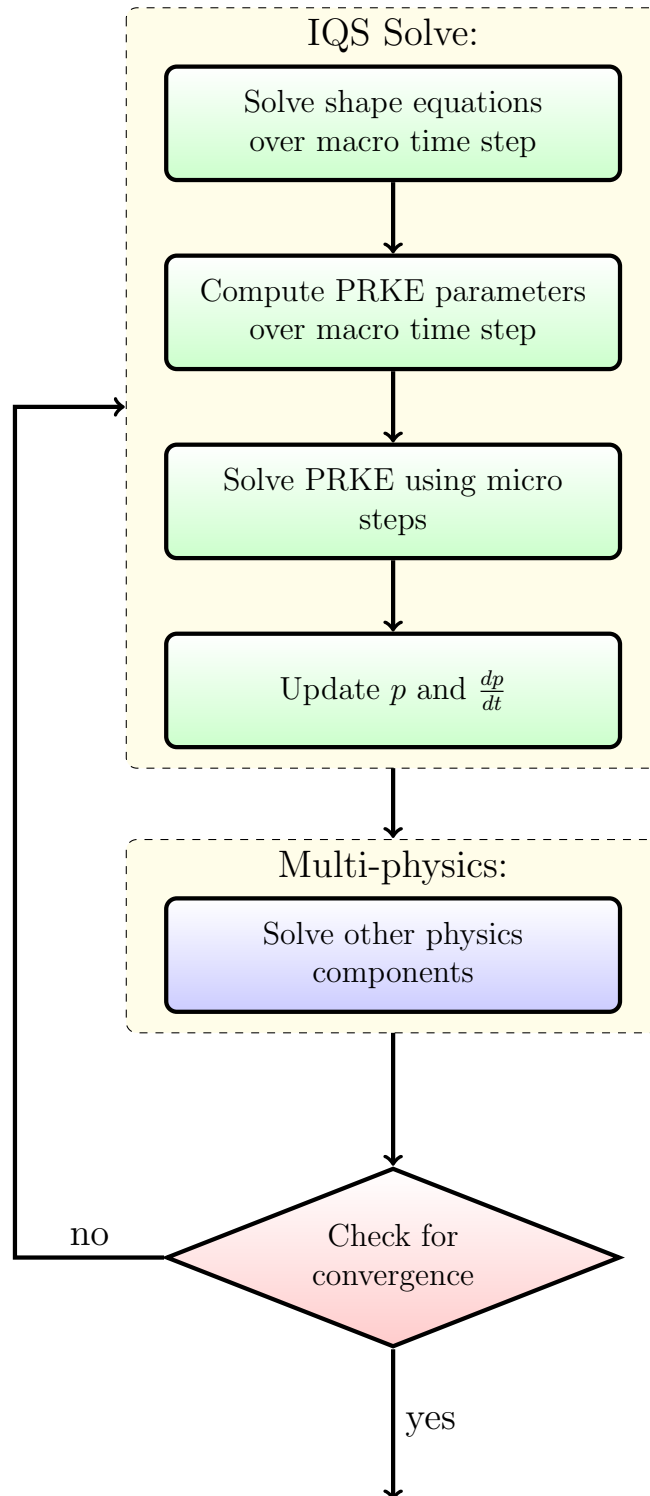 IQS Solve:
Solve shape equations
over macro time step
Compute PRKE parameters
over macro time step
Solve PRKE using micro
steps
Update p and dp/dt
Multi-physics:
Solve other physics
components
Check for
convergence
no
yes